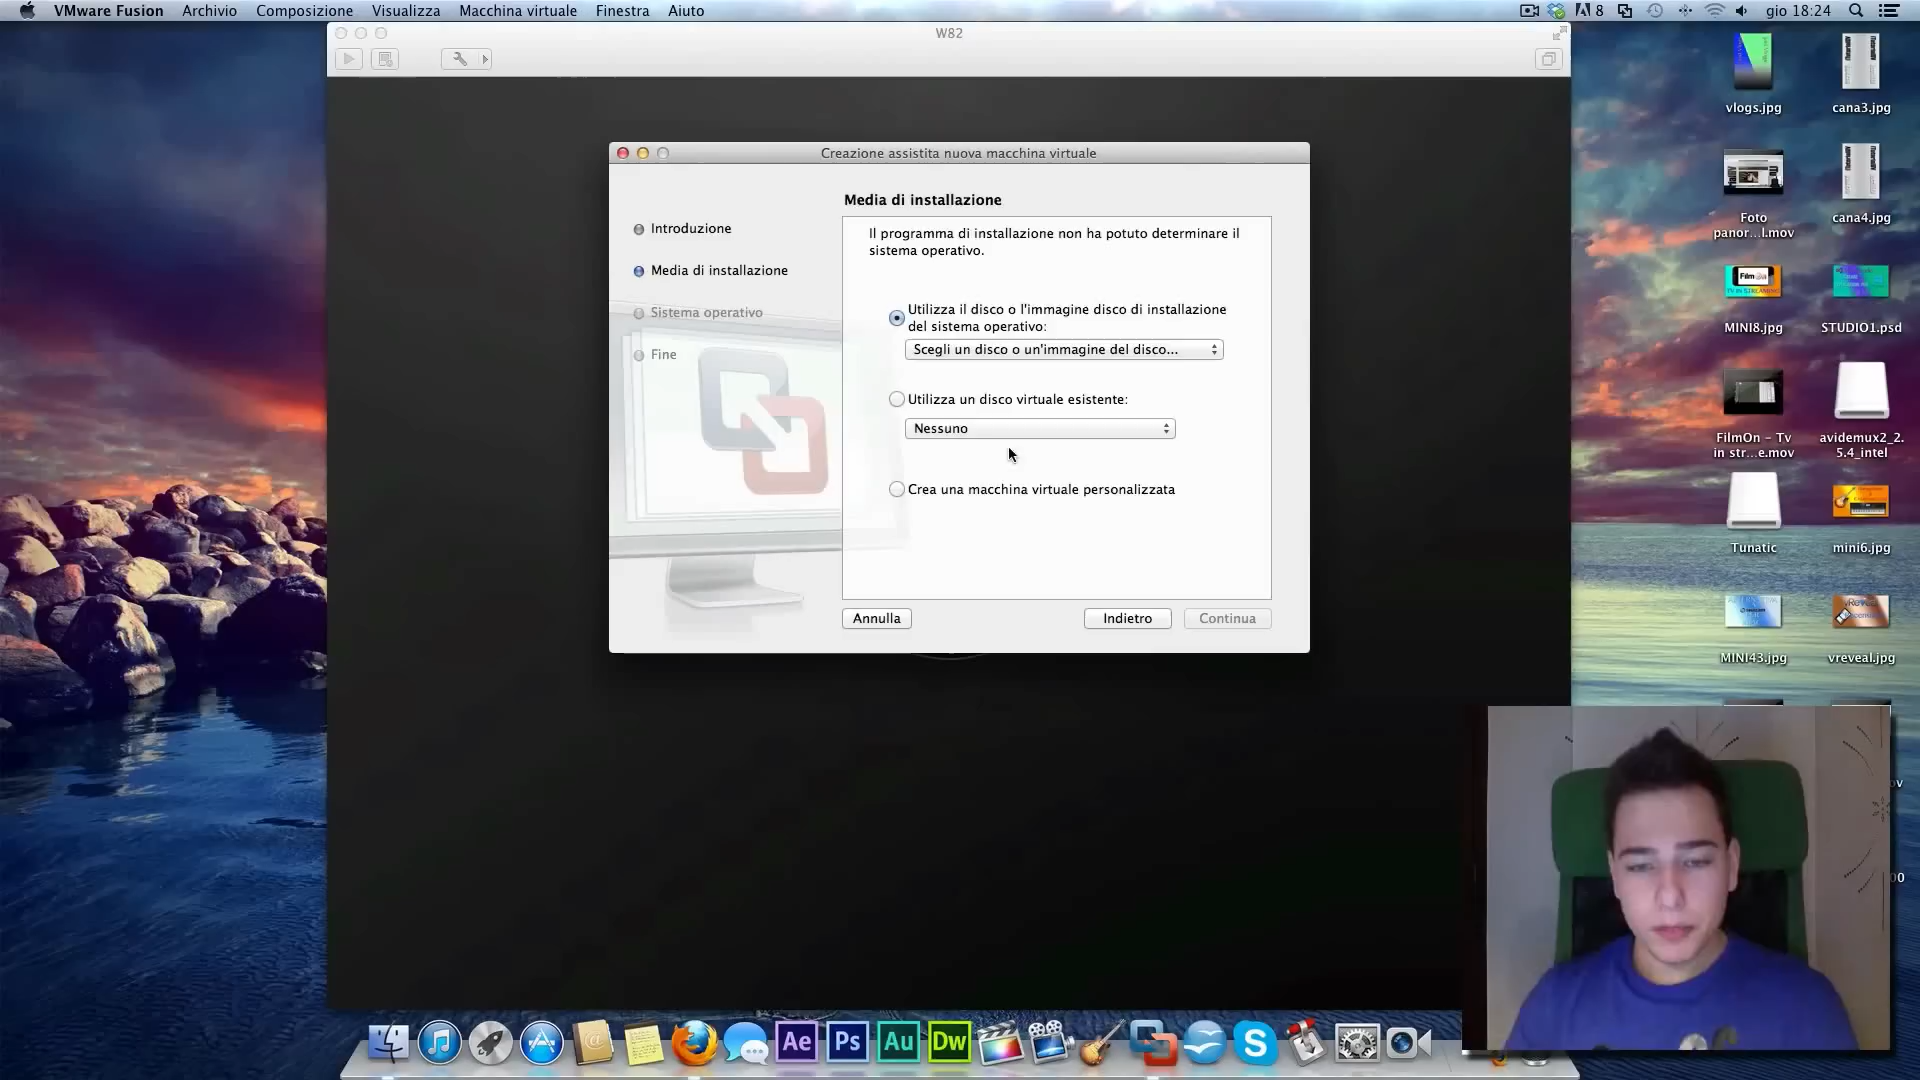 VMware Fusion Archivio Composizione Visualizza Macchina virtuale Finestra Aiuto
8 gio 18:24
W82
Creazione assistita nuova macchina virtuale
Introduzione
Media di installazione
Sistema operativo
Fine
Media di installazione
Il programma di installazione non ha potuto determinare il
sistema operativo.
Utilizza il disco o l'immagine disco di installazione
del sistema operativo:
Scegli un disco o un'immagine del disco...
Utilizza un disco virtuale esistente:
Nessuno
Crea una macchina virtuale personalizzata
Annulla
Indietro
Continua
vlogs.jpg
cana3.jpg
Foto
panor...l.mov
cana4.jpg
MINI8.jpg
STUDIO1.psd
FilmOn - Tv
in str...e.mov
avidemux2_2.
5.4_intel
Tunatic
mini6.jpg
MINI43.jpg
vreveal.jpg
Ae
Ps
Au
Dw